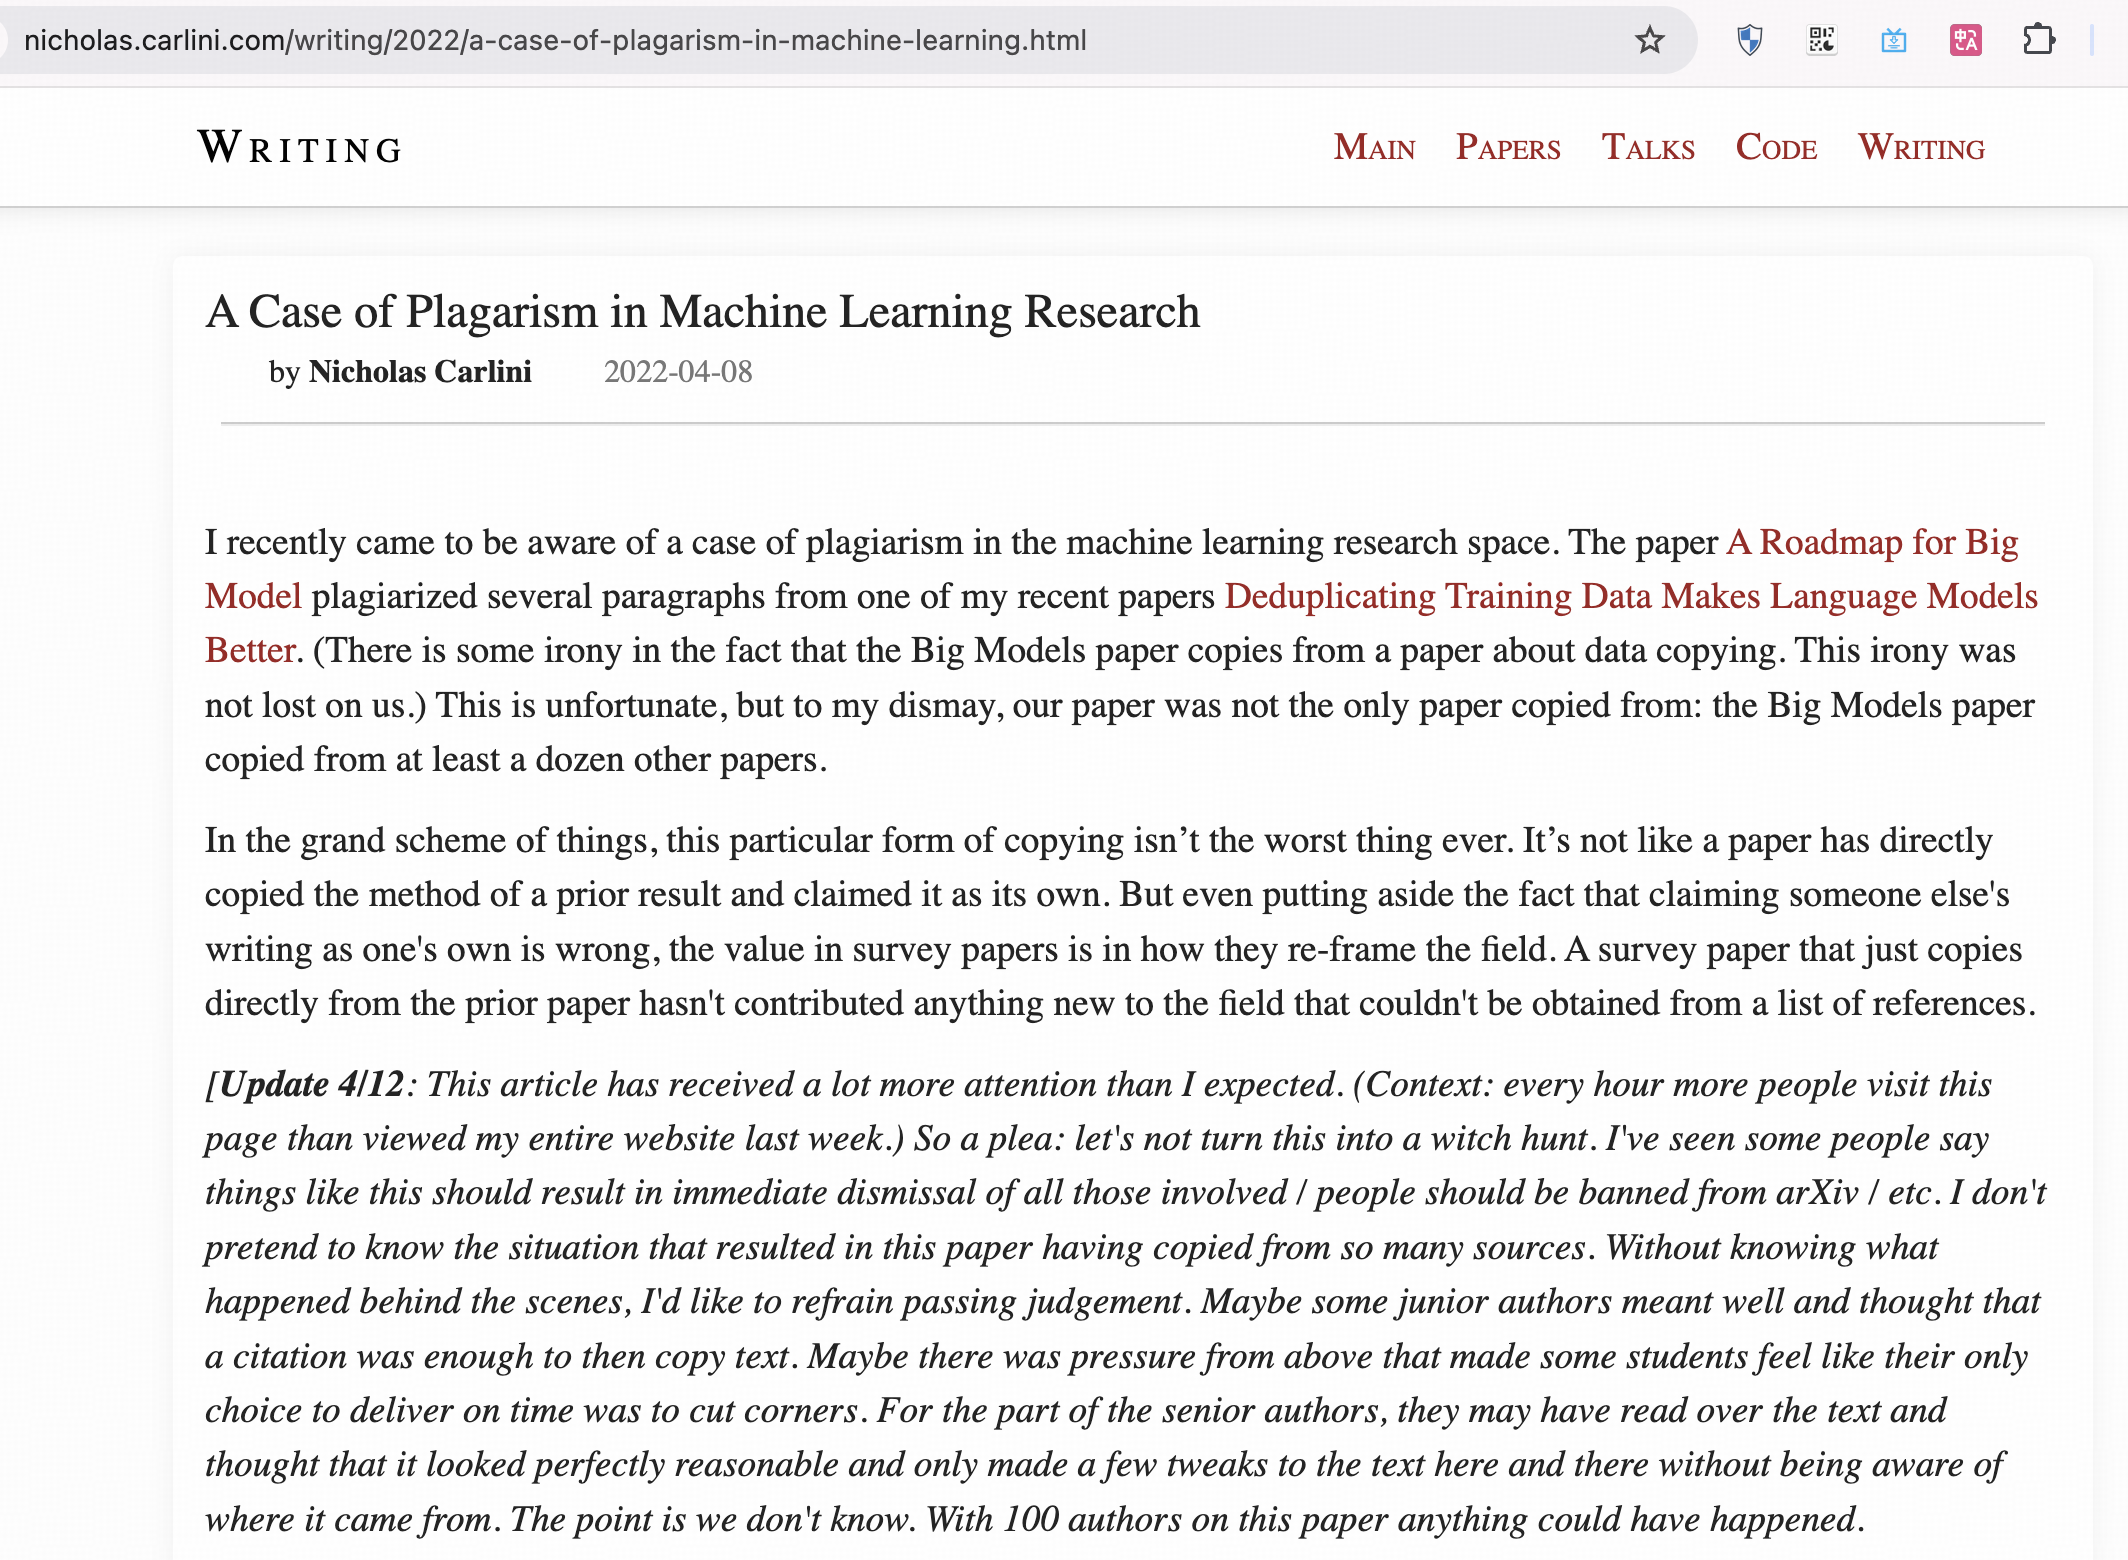 nicholas.carlini.com/writing/2022/a-case-of-plagarism-in-machine-learning.html
WRITING
MAIN PAPERS TALKS CODE WRITING
A Case of Plagarism in Machine Learning Research
by Nicholas Carlini 2022-04-08
I recently came to be aware of a case of plagiarism in the machine learning research space. The paper A Roadmap for Big
Model plagiarized several paragraphs from one of my recent papers Deduplicating Training Data Makes Language Models
Better. (There is some irony in the fact that the Big Models paper copies from a paper about data copying. This irony was
not lost on us.) This is unfortunate, but to my dismay, our paper was not the only paper copied from: the Big Models paper
copied from at least a dozen other papers.
In the grand scheme of things, this particular form of copying isn’t the worst thing ever. It’s not like a paper has directly
copied the method of a prior result and claimed it as its own. But even putting aside the fact that claiming someone else's
writing as one's own is wrong, the value in survey papers is in how they re-frame the field. A survey paper that just copies
directly from the prior paper hasn't contributed anything new to the field that couldn't be obtained from a list of references.
[Update 4/12: This article has received a lot more attention than I expected. (Context: every hour more people visit this
page than viewed my entire website last week.) So a plea: let's not turn this into a witch hunt. I've seen some people say
things like this should result in immediate dismissal of all those involved / people should be banned from arXiv / etc. I don't
pretend to know the situation that resulted in this paper having copied from so many sources. Without knowing what
happened behind the scenes, I'd like to refrain passing judgement. Maybe some junior authors meant well and thought that
a citation was enough to then copy text. Maybe there was pressure from above that made some students feel like their only
choice to deliver on time was to cut corners. For the part of the senior authors, they may have read over the text and
thought that it looked perfectly reasonable and only made a few tweaks to the text here and there without being aware of
where it came from. The point is we don't know. With 100 authors on this paper anything could have happened.